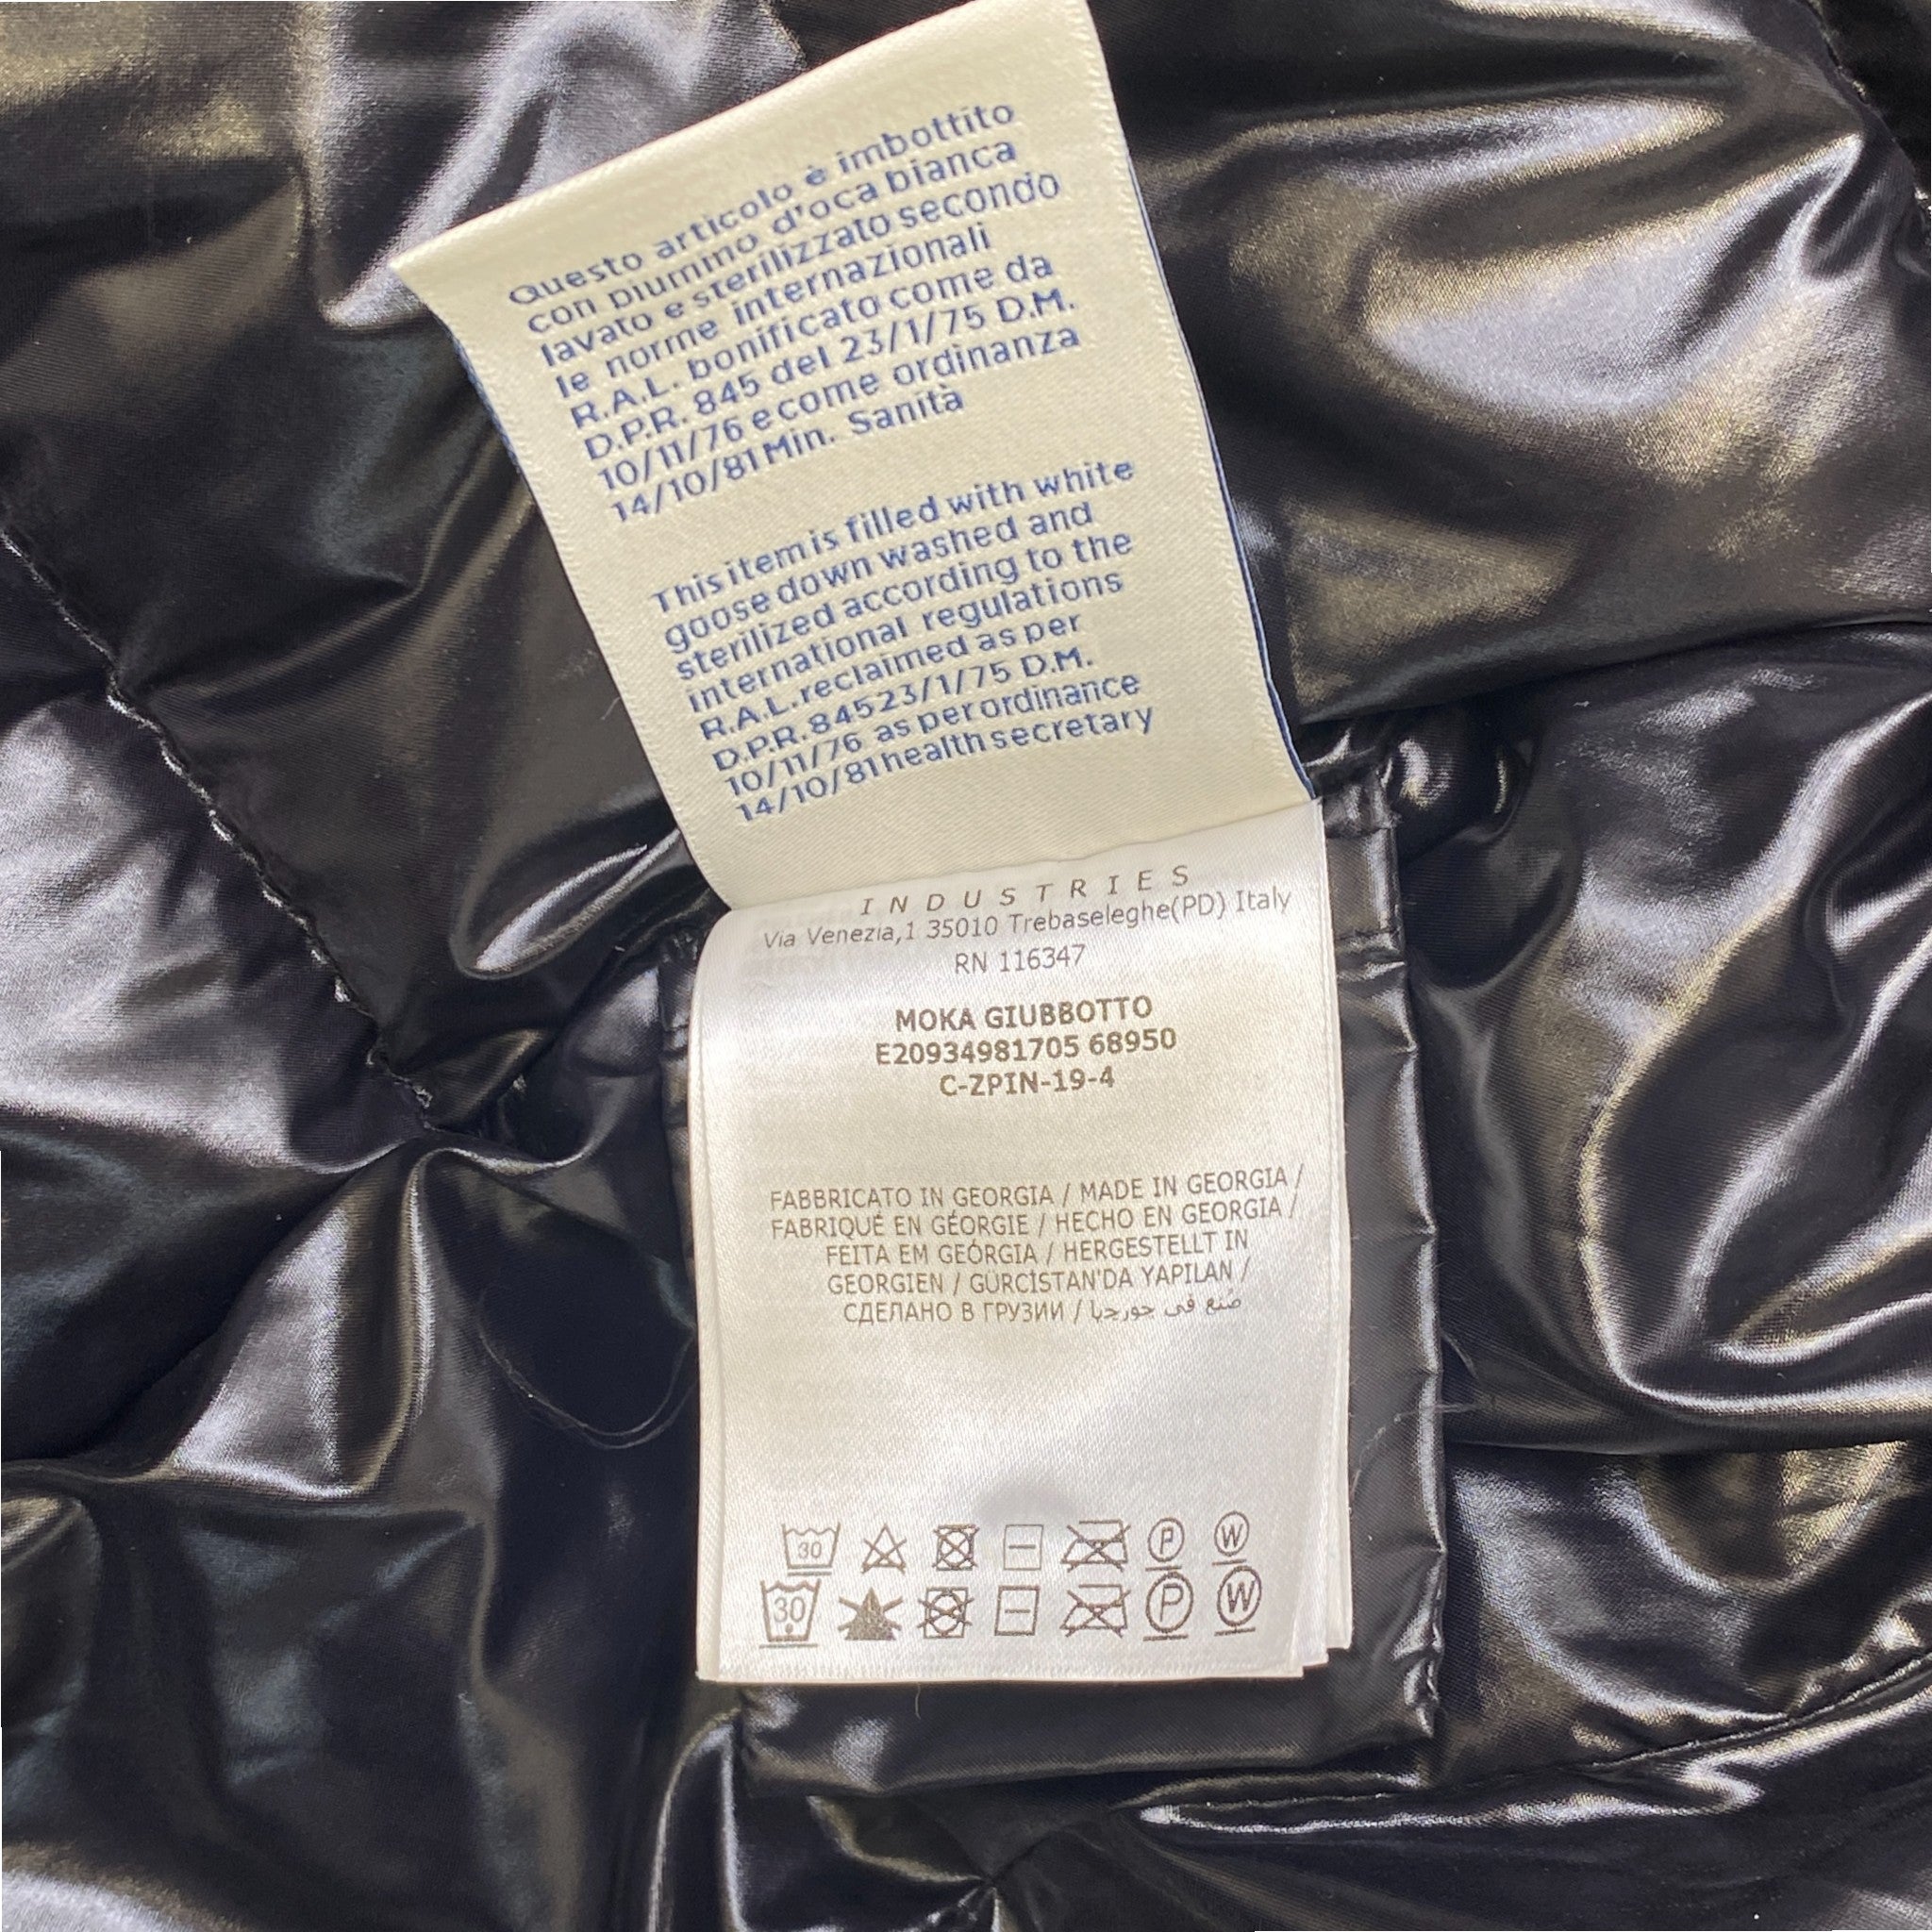 Questo articolo è imbottito
con piumino d'oca bianca
lavato e sterilizzato secondo
le norme internazionali
R.A.L. bonificato come da
D.P.R. 845 del 23/1/75 D.M.
10/11/76 e come ordinanza
14/10/81 Min. Sanità
This item is filled with white
goose down washed and
sterilized according to the
international regulations
R.A.L. reclaimed as per
D.P.R. 845 23/1/75 D.M.
10/11/76 as per ordinance
14/10/81 health secretary
INDUSTRIES
Via Venezia,1 35010 Trebaseleghe(PD) Italy
RN 116347
MOKA GIUBBOTTO
E20934981705 68950
C-ZPIN-19-4
FABBRICATO IN GEORGIA / MADE IN GEORGIA /
FABRIQUÉ EN GÉORGIE / HECHO EN GEORGIA /
FEITA EM GEÓRGIA / HERGESTELLT IN
GEORGIEN / GÜRCİSTAN'DA YAPILAN /
СДЕЛАНО В ГРУЗИИ / صُنع في جورجيا
30 P W
30 P W